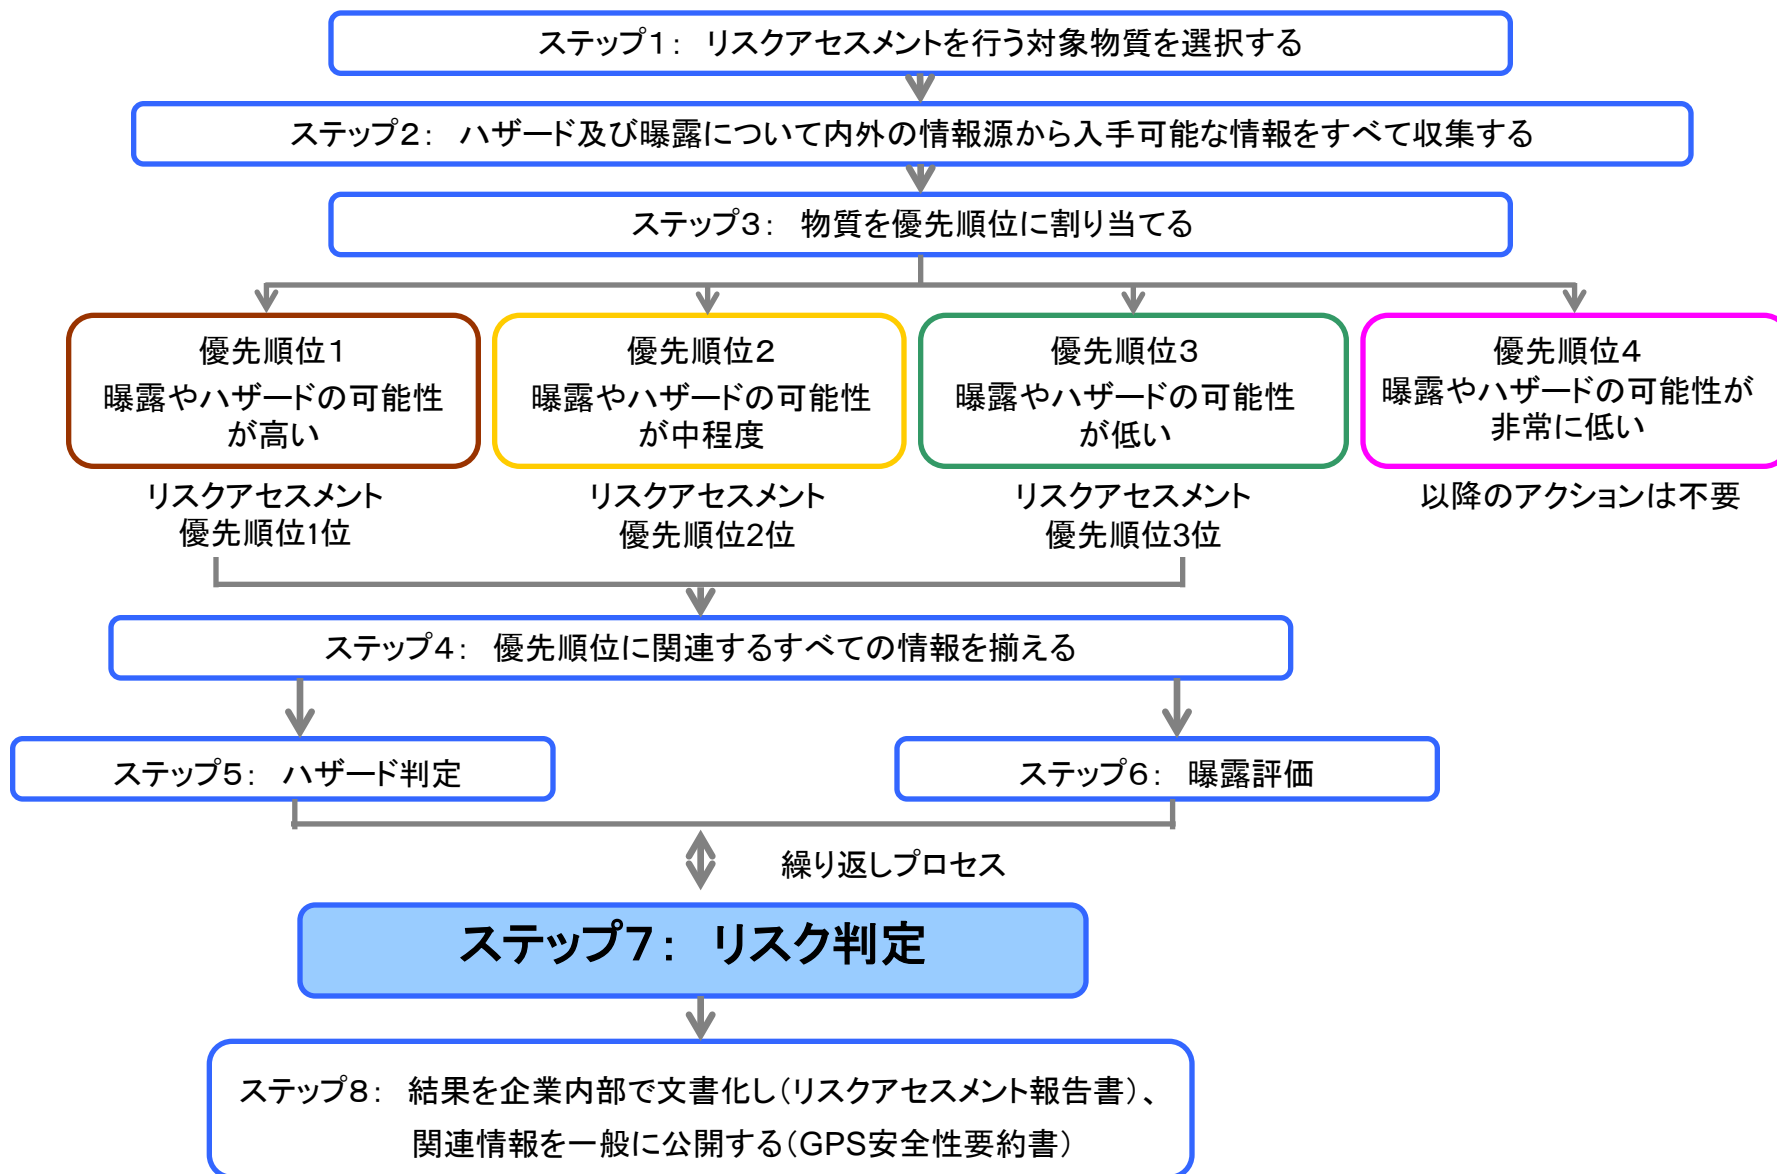 ステップ1： リスクアセスメントを行う対象物質を選択する
ステップ2： ハザード及び曝露について内外の情報源から入手可能な情報をすべて収集する
ステップ3： 物質を優先順位に割り当てる
優先順位1
曝露やハザードの可能性
が高い
優先順位2
曝露やハザードの可能性
が中程度
優先順位3
曝露やハザードの可能性
が低い
優先順位4
曝露やハザードの可能性が
非常に低い
リスクアセスメント
優先順位1位
リスクアセスメント
優先順位2位
リスクアセスメント
優先順位3位
以降のアクションは不要
ステップ4： 優先順位に関連するすべての情報を揃える
ステップ5： ハザード判定
ステップ6： 曝露評価
繰り返しプロセス
ステップ7： リスク判定
ステップ8： 結果を企業内部で文書化し（リスクアセスメント報告書）、
関連情報を一般に公開する（GPS安全性要約書）